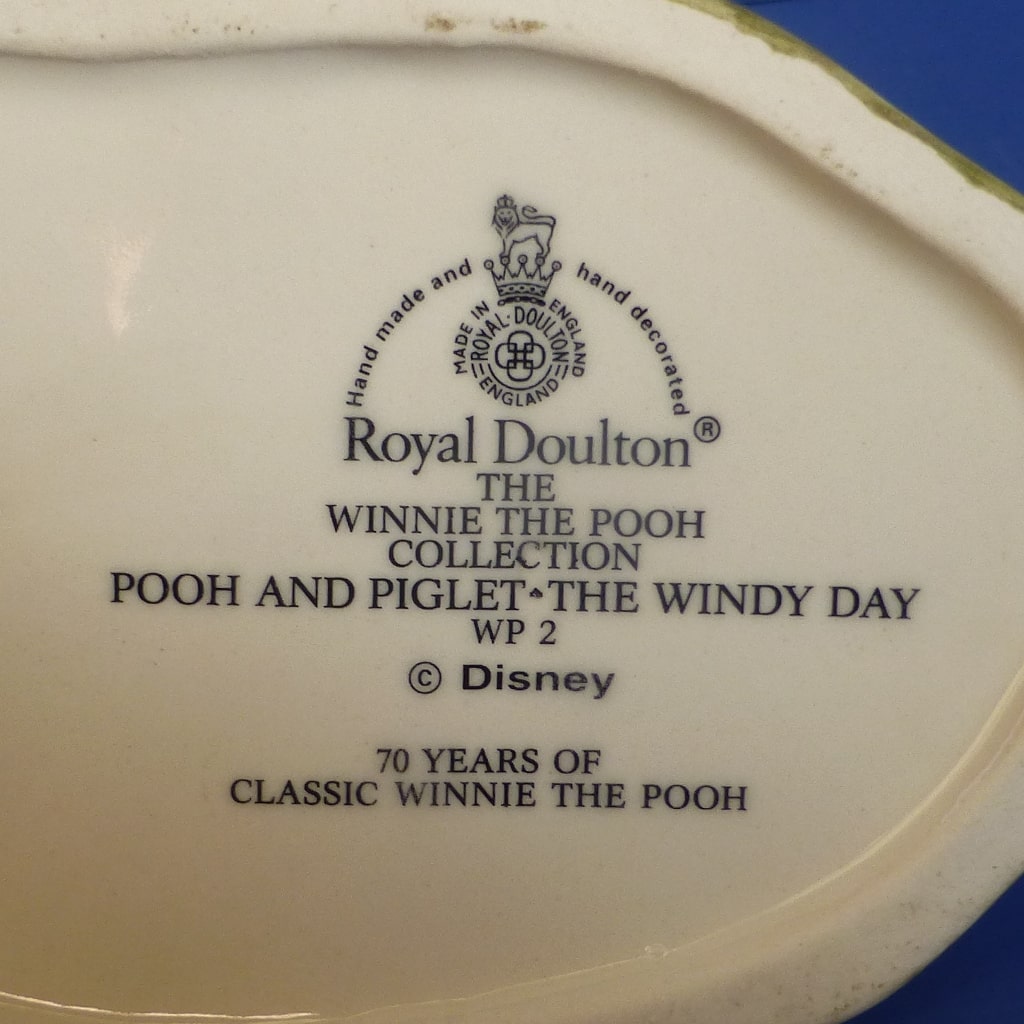 Hand made and hand decorated
MADE IN ENGLAND
ROYAL·DOULTON
ENGLAND
Royal Doulton®
THE
WINNIE THE POOH
COLLECTION
POOH AND PIGLET·THE WINDY DAY
WP 2
© Disney
70 YEARS OF
CLASSIC WINNIE THE POOH